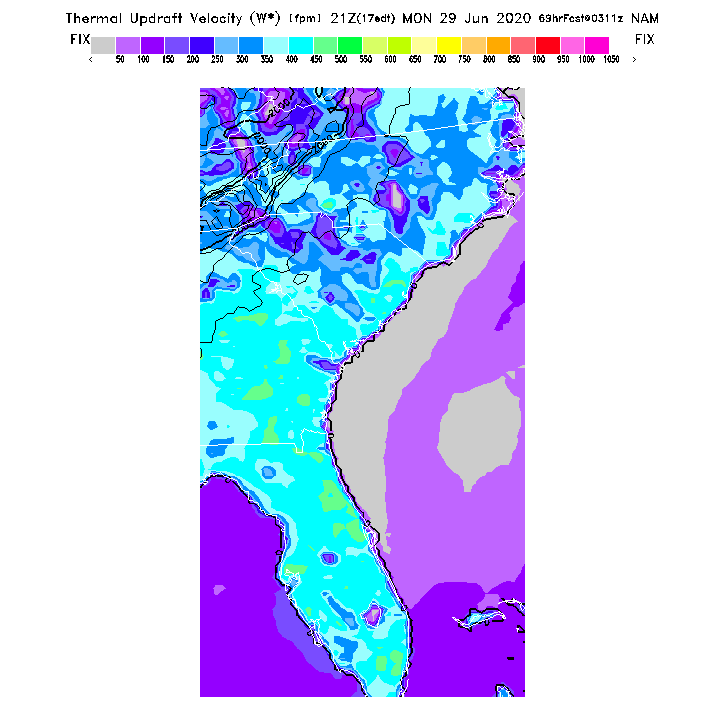 Thermal Updraft Velocity (W*) [fpm] 21Z(17edt) MON 29 Jun 2020 69hrFcst@0311z NAM
FIX FIX
< 50 100 150 200 250 300 350 400 450 500 550 600 650 700 750 800 850 900 950 1000 1050 >
2000